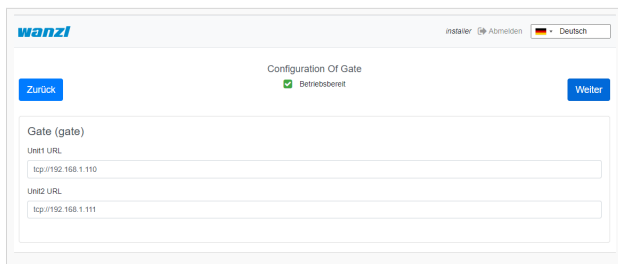 wanzl
installer Abmelden Deutsch
Configuration Of Gate
Betriebsbereit
Zurück
Weiter
Gate (gate)
Unit1 URL
tcp://192.168.1.110
Unit2 URL
tcp://192.168.1.111